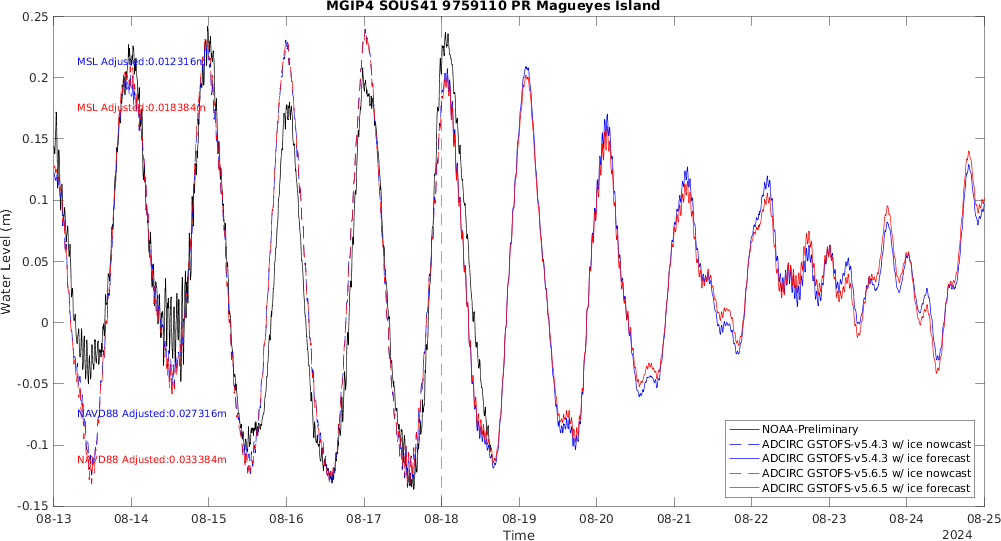 MGIP4 SOUS41 9759110 PR Magueyes Island
0.25
0.2
0.15
0.1
0.05
0
-0.05
-0.1
-0.15
Water Level (m)
MSL Adjusted:0.012316m
MSL Adjusted:0.018384m
NAVD88 Adjusted:0.027316m
NAVD88 Adjusted:0.033384m
NOAA-Preliminary
ADCIRC GSTOFS-v5.4.3 w/ ice nowcast
ADCIRC GSTOFS-v5.4.3 w/ ice forecast
ADCIRC GSTOFS-v5.6.5 w/ ice nowcast
ADCIRC GSTOFS-v5.6.5 w/ ice forecast
08-13 08-14 08-15 08-16 08-17 08-18 08-19 08-20 08-21 08-22 08-23 08-24 08-25
Time
2024